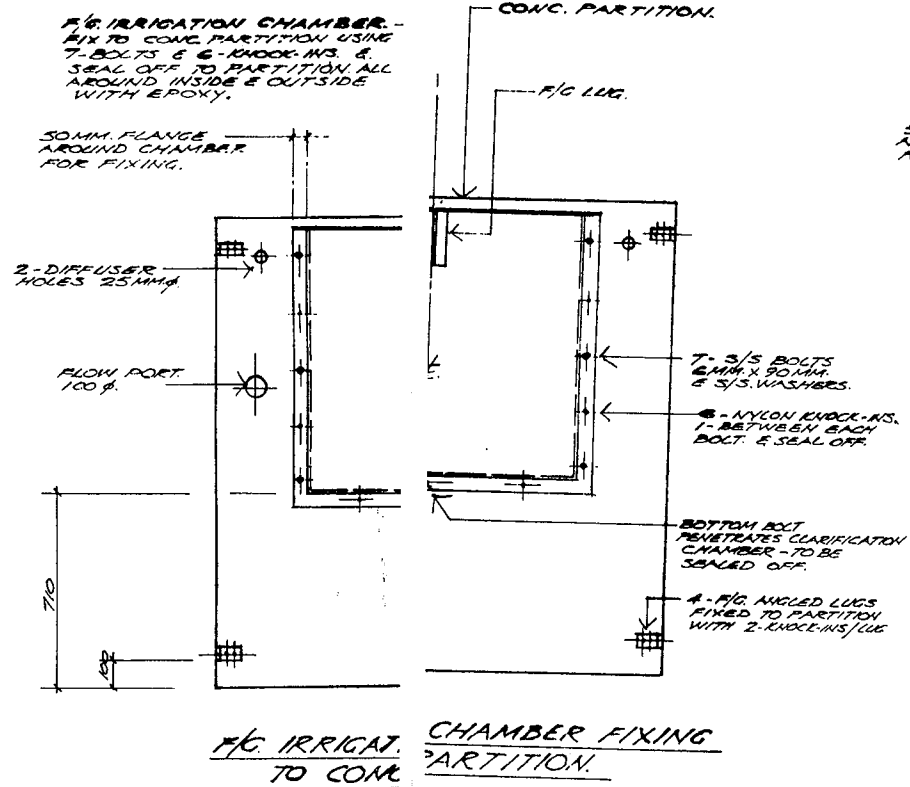 F/G. IRRIGATION CHAMBER. -
FIX TO CONC. PARTITION USING
7-BOLTS & 6-KNOCK-INS. &
SEAL OFF TO PARTITION ALL
AROUND INSIDE & OUTSIDE
WITH EPOXY.
CONC. PARTITION.
F/G LUG.
50MM. FLANGE
AROUND CHAMBER
FOR FIXING.
2-DIFFUSER
HOLES 25MM⌀.
FLOW PORT.
100 ⌀.
7- S/S BOLTS
6MM. X 90MM.
& S/S. WASHERS.
6-NYLON KNOCK-INS.
1-BETWEEN EACH
BOLT. & SEAL OFF.
BOTTOM BOLT
PENETRATES CLARIFICATION
CHAMBER - TO BE
SEALED OFF.
710
100
4-F/G. ANGLED LUGS
FIXED TO PARTITION
WITH 2-KNOCK-INS/LUG
F/G. IRRIGAT. CHAMBER FIXING
TO CONC PARTITION.